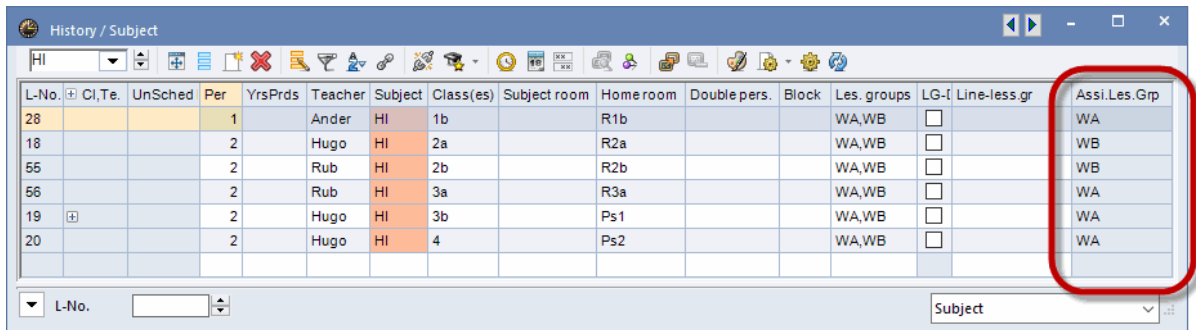 History / Subject
HI
L-No. Cl,Te. UnSched Per YrsPrds Teacher Subject Class(es) Subject room Home room Double pers. Block Les. groups LG-D Line-less.gr Assi.Les.Grp
28 1 Ander HI 1b R1b WA,WB WA
18 2 Hugo HI 2a R2a WA,WB WB
55 2 Rub HI 2b R2b WA,WB WB
56 2 Rub HI 3a R3a WA,WB WA
19 2 Hugo HI 3b Ps1 WA,WB WA
20 2 Hugo HI 4 Ps2 WA,WB WA
L-No. Subject